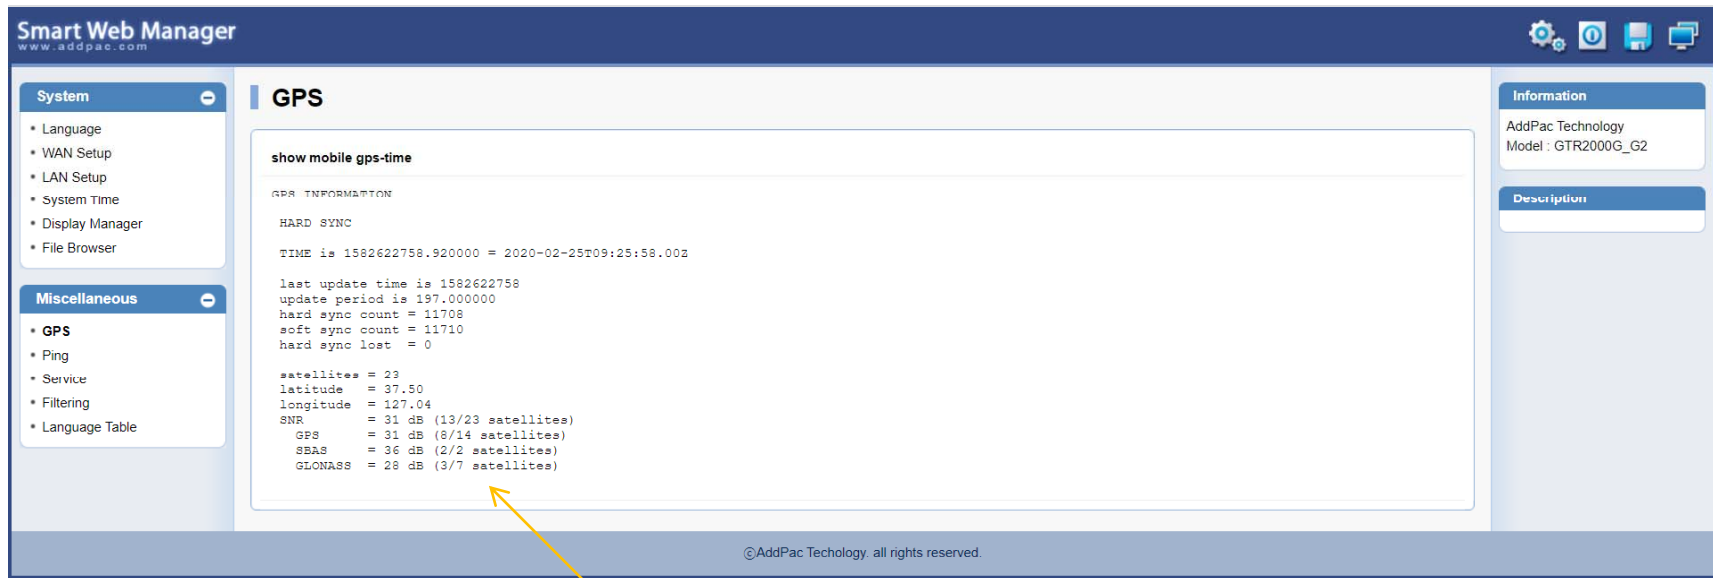 Smart Web Manager
www.addpac.com
System
Language
WAN Setup
LAN Setup
System Time
Display Manager
File Browser
Miscellaneous
GPS
Ping
Service
Filtering
Language Table
GPS
show mobile gps-time
GPS INFORMATION
HARD SYNC
TIME is 1582622758.920000 = 2020-02-25T09:25:58.00Z
last update time is 1582622758
update period is 197.000000
hard sync count = 11708
soft sync count = 11710
hard sync lost = 0
satellites = 23
latitude = 37.50
longitude = 127.04
SNR = 31 dB (13/23 satellites)
GPS = 31 dB (8/14 satellites)
SBAS = 36 dB (2/2 satellites)
GLONASS = 28 dB (3/7 satellites)
Information
AddPac Technology
Model : GTR2000G_G2
Description
©AddPac Techology. all rights reserved.